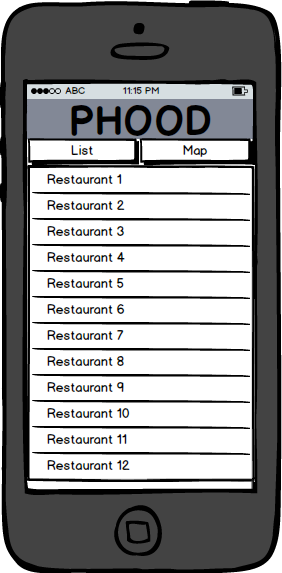 ABC 11:15 PM
PHOOD
List Map
Restaurant 1
Restaurant 2
Restaurant 3
Restaurant 4
Restaurant 5
Restaurant 6
Restaurant 7
Restaurant 8
Restaurant 9
Restaurant 10
Restaurant 11
Restaurant 12